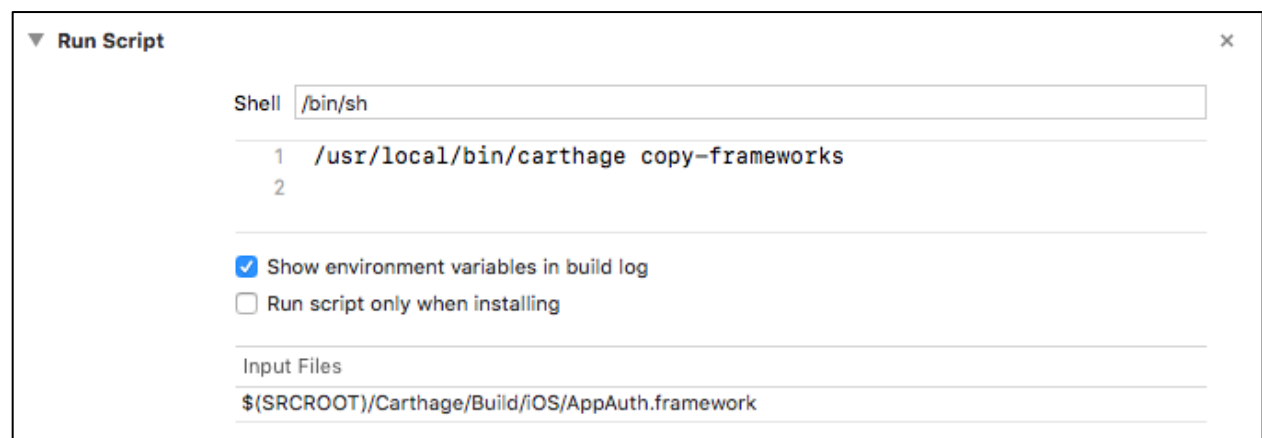 Run Script
Shell /bin/sh
1 /usr/local/bin/carthage copy-frameworks
2
Show environment variables in build log
Run script only when installing
Input Files
$(SRCROOT)/Carthage/Build/iOS/AppAuth.framework